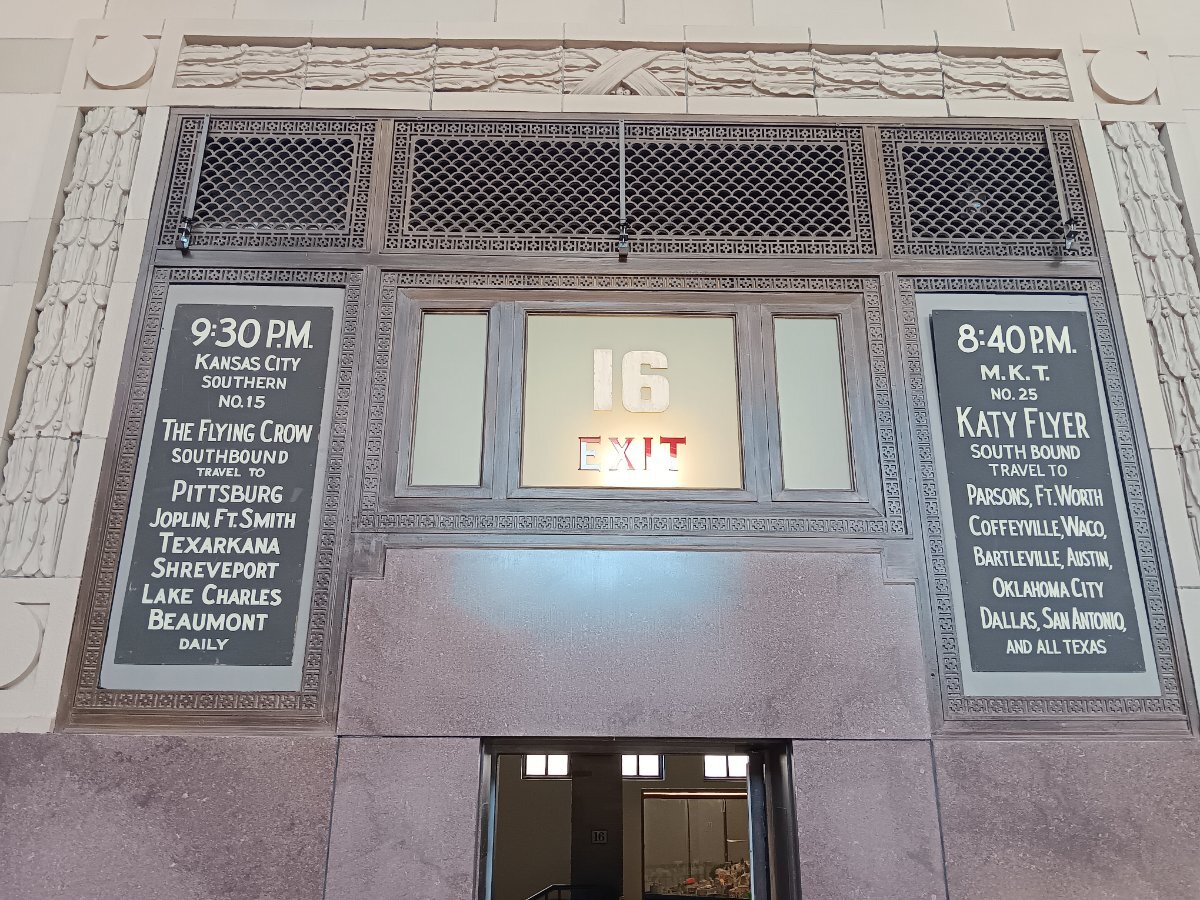 9:30 P.M.
KANSAS CITY
SOUTHERN
NO. 15
THE FLYING CROW
SOUTHBOUND
TRAVEL TO
PITTSBURG
JOPLIN, FT. SMITH
TEXARKANA
SHREVEPORT
LAKE CHARLES
BEAUMONT
DAILY
16
EXIT
8:40 P.M.
M. K. T.
NO. 25
KATY FLYER
SOUTH BOUND
TRAVEL TO
PARSONS, FT. WORTH
COFFEYVILLE, WACO,
BARTLEVILLE, AUSTIN,
OKLAHOMA CITY
DALLAS, SAN ANTONIO,
AND ALL TEXAS
16